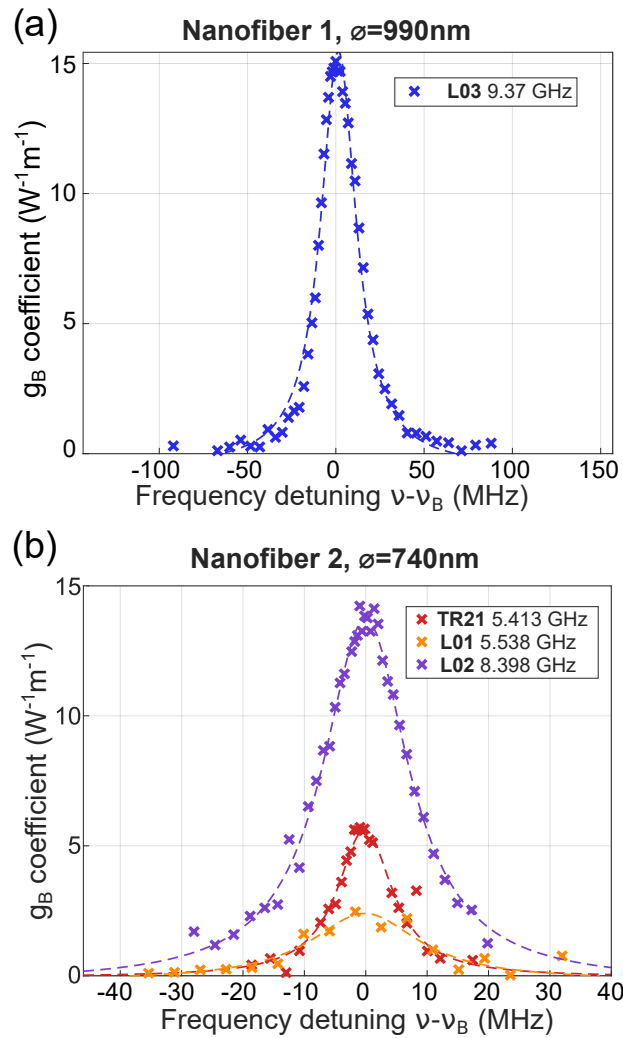 (a)
Nanofiber 1, ⌀=990nm
g_B coefficient (W⁻¹m⁻¹)
15
10
5
0
L03 9.37 GHz
-100 -50 0 50 100 150
Frequency detuning ν-ν_B (MHz)
(b)
Nanofiber 2, ⌀=740nm
g_B coefficient (W⁻¹m⁻¹)
15
10
5
0
TR21 5.413 GHz
L01 5.538 GHz
L02 8.398 GHz
-40 -30 -20 -10 0 10 20 30 40
Frequency detuning ν-ν_B (MHz)